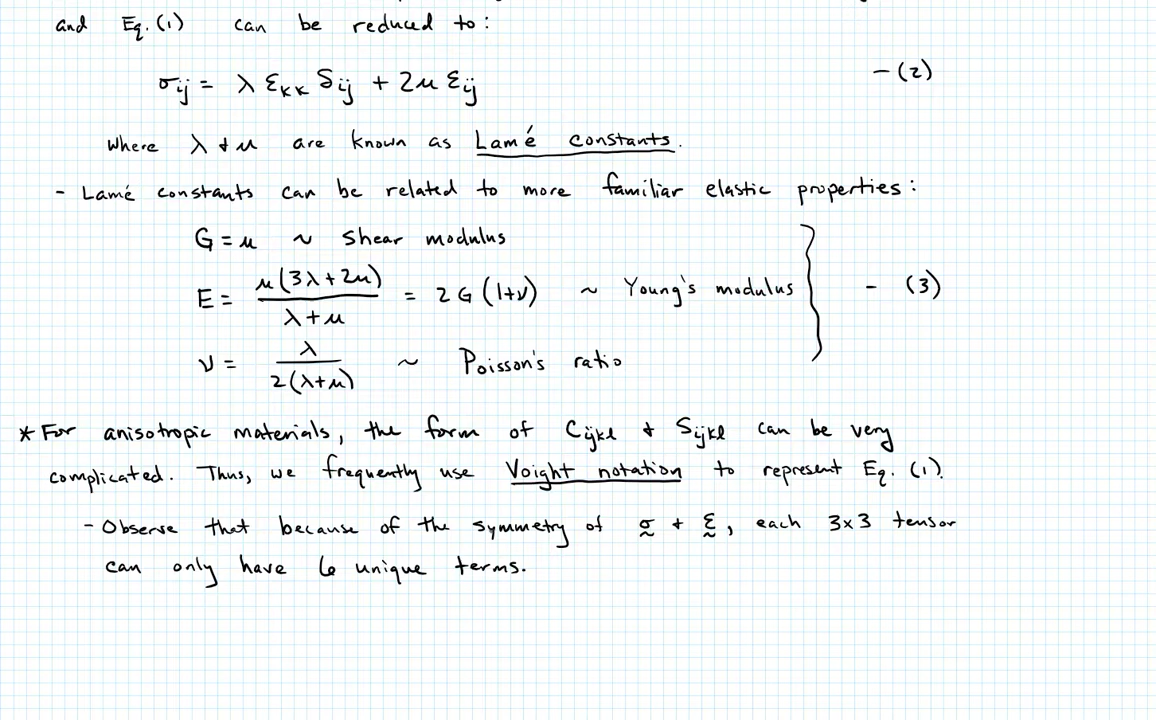 and Eq. (1) can be reduced to:
σij = λ εkk δij + 2μ εij - (2)
Where λ + μ are known as Lamé constants.
- Lamé constants can be related to more familiar elastic properties:
G = μ ~ Shear modulus
E = μ(3λ+2μ) / λ+μ = 2G(1+ν) ~ Young's modulus - (3)
ν = λ / 2(λ+μ) ~ Poisson's ratio
* For anisotropic materials, the form of Cijkl + Sijkl can be very
complicated. Thus, we frequently use Voight notation to represent Eq. (1).
- Observe that because of the symmetry of σ + ε, each 3x3 tensor
can only have 6 unique terms.